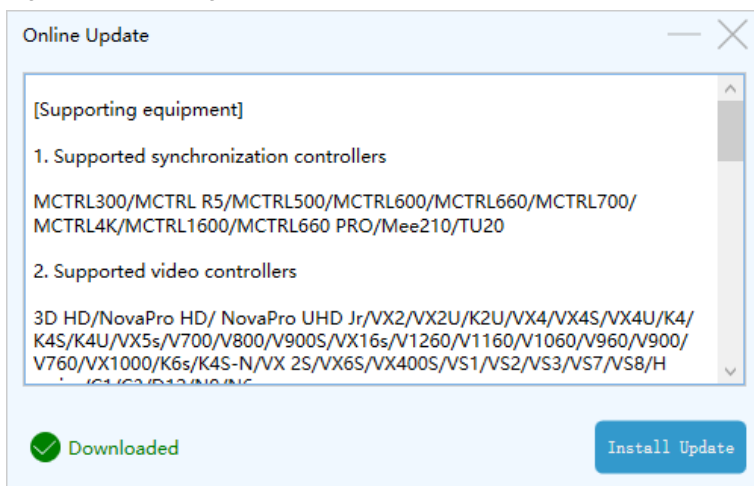 Online Update
[Supporting equipment]
1. Supported synchronization controllers
MCTRL300/MCTRL R5/MCTRL500/MCTRL600/MCTRL660/MCTRL700/
MCTRL4K/MCTRL1600/MCTRL660 PRO/Mee210/TU20
2. Supported video controllers
3D HD/NovaPro HD/ NovaPro UHD Jr/VX2/VX2U/K2U/VX4/VX4S/VX4U/K4/
K4S/K4U/VX5s/V700/V800/V900S/VX16s/V1260/V1160/V1060/V960/V900/
V760/VX1000/K6s/K4S-N/VX 2S/VX6S/VX400S/VS1/VS2/VS3/VS7/VS8/H
Downloaded
Install Update